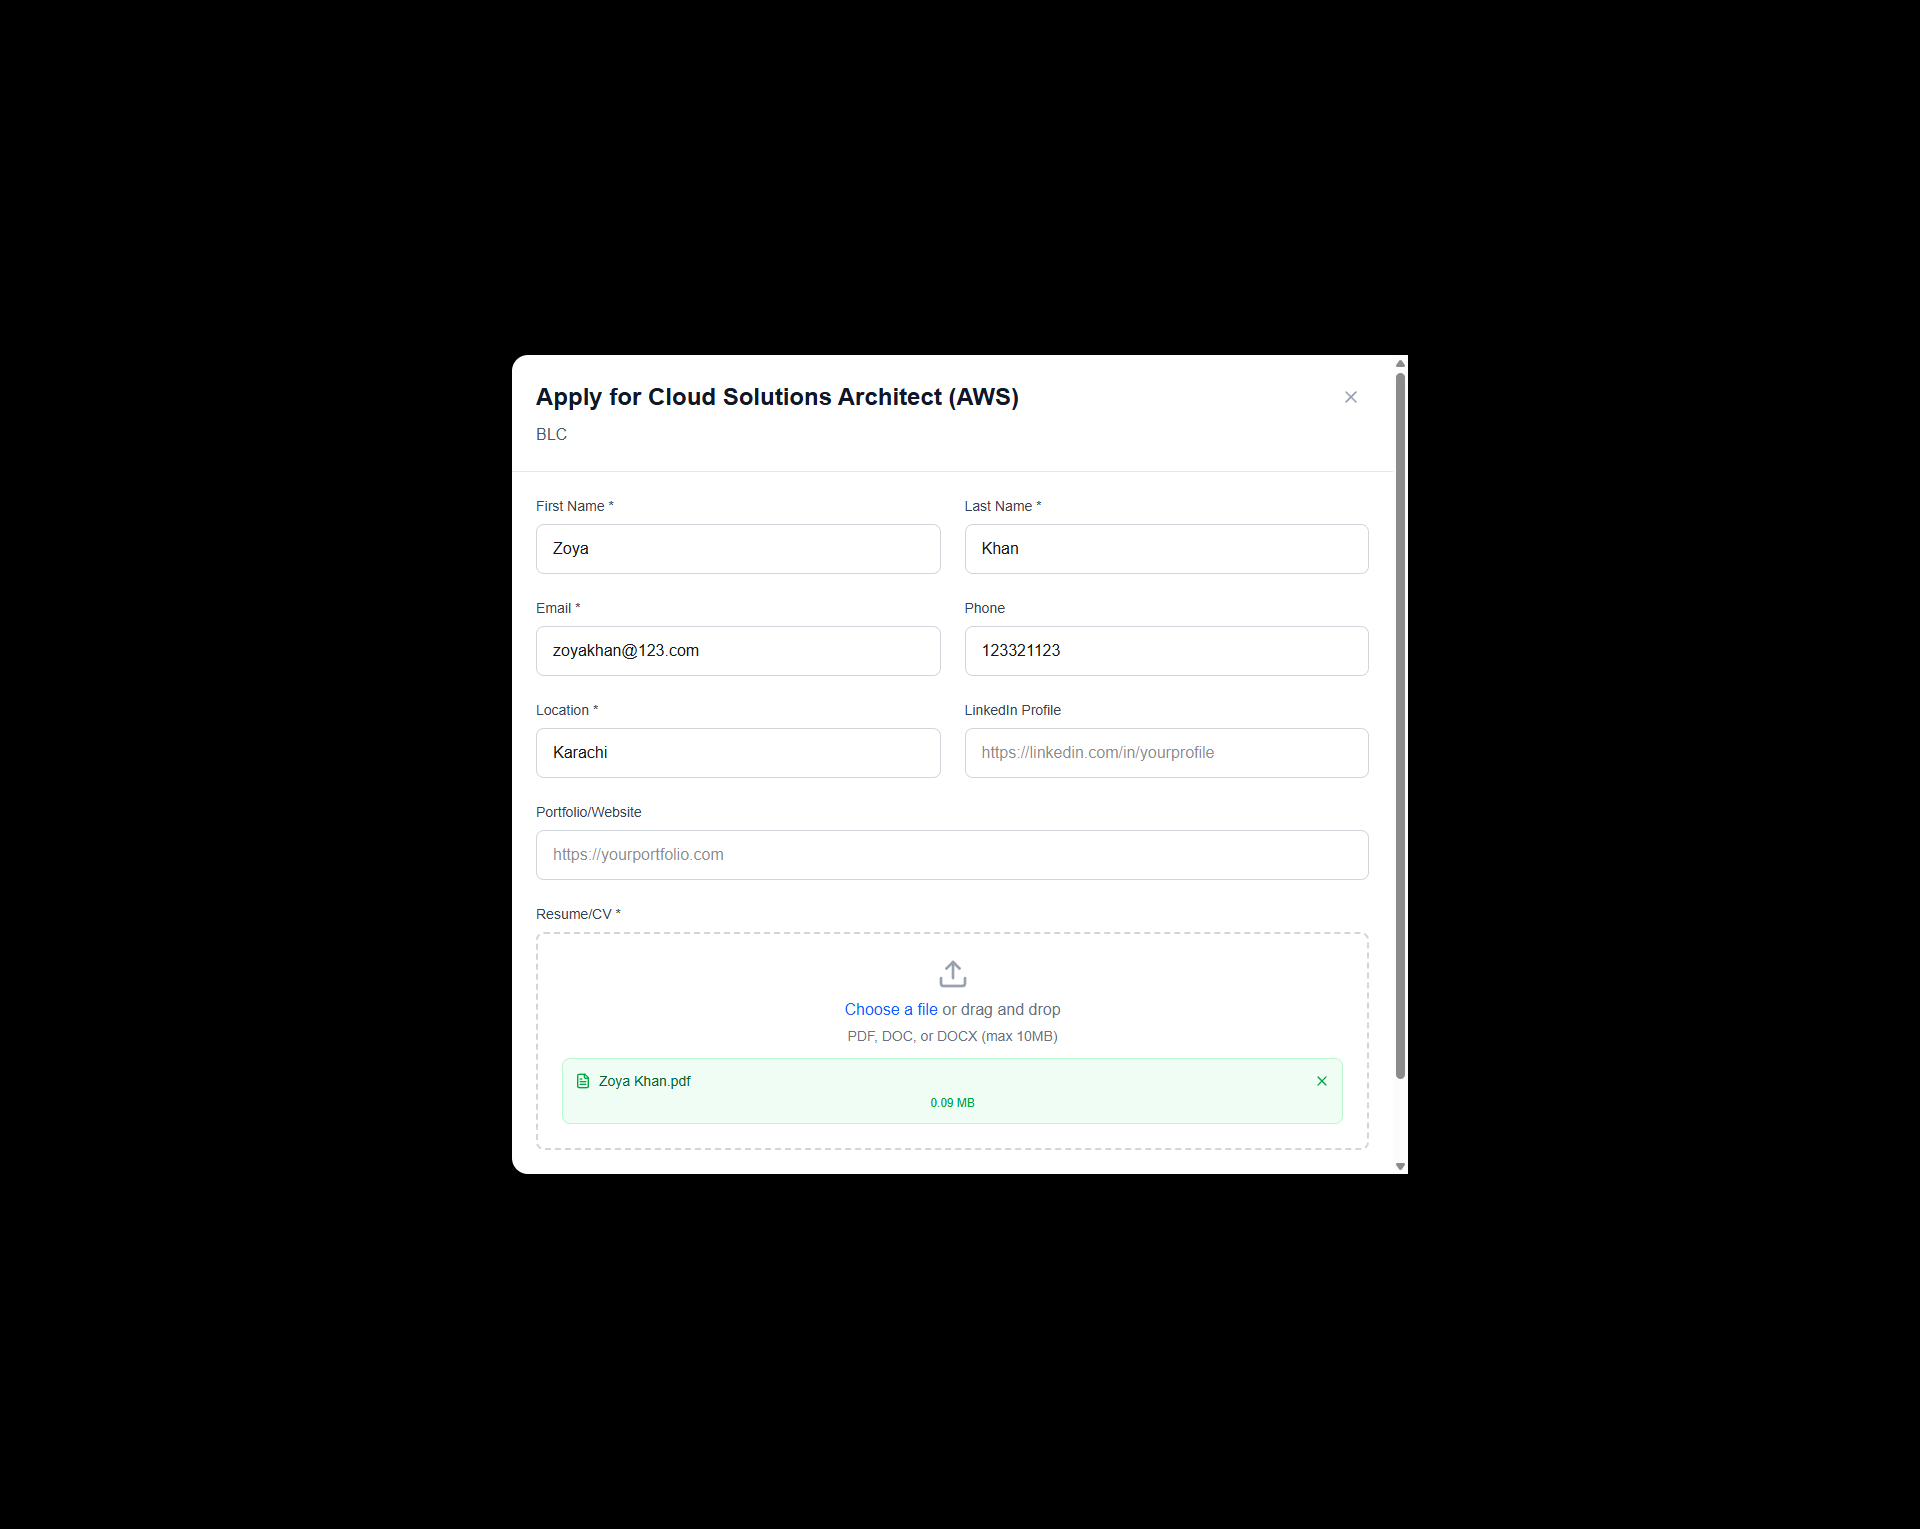 Apply for Cloud Solutions Architect (AWS)
BLC
First Name *
Last Name *
Zoya
Khan
Email *
Phone
zoyakhan@123.com
123321123
Location *
LinkedIn Profile
Karachi
https://linkedin.com/in/yourprofile
Portfolio/Website
https://yourportfolio.com
Resume/CV *
Choose a file or drag and drop
PDF, DOC, or DOCX (max 10MB)
Zoya Khan.pdf
0.09 MB